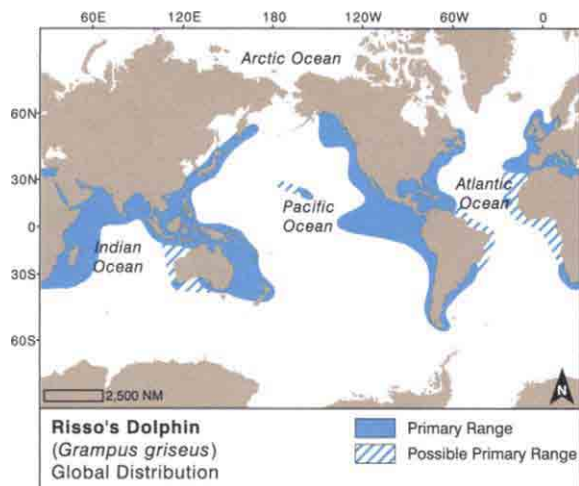 60E 120E 180 120W 60W 0
Arctic Ocean
60N
30N
0
30S
60S
Atlantic
Ocean
Pacific
Ocean
Indian
Ocean
2,500 NM
N
Risso's Dolphin
(Grampus griseus)
Global Distribution
Primary Range
Possible Primary Range